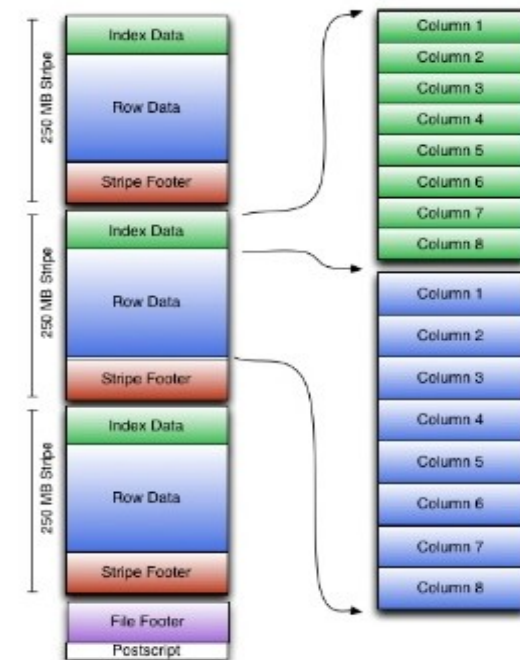 250 MB Stripe
Index Data
Row Data
Stripe Footer
250 MB Stripe
Index Data
Row Data
Stripe Footer
250 MB Stripe
Index Data
Row Data
Stripe Footer
File Footer
Postscript
Column 1
Column 2
Column 3
Column 4
Column 5
Column 6
Column 7
Column 8
Column 1
Column 2
Column 3
Column 4
Column 5
Column 6
Column 7
Column 8